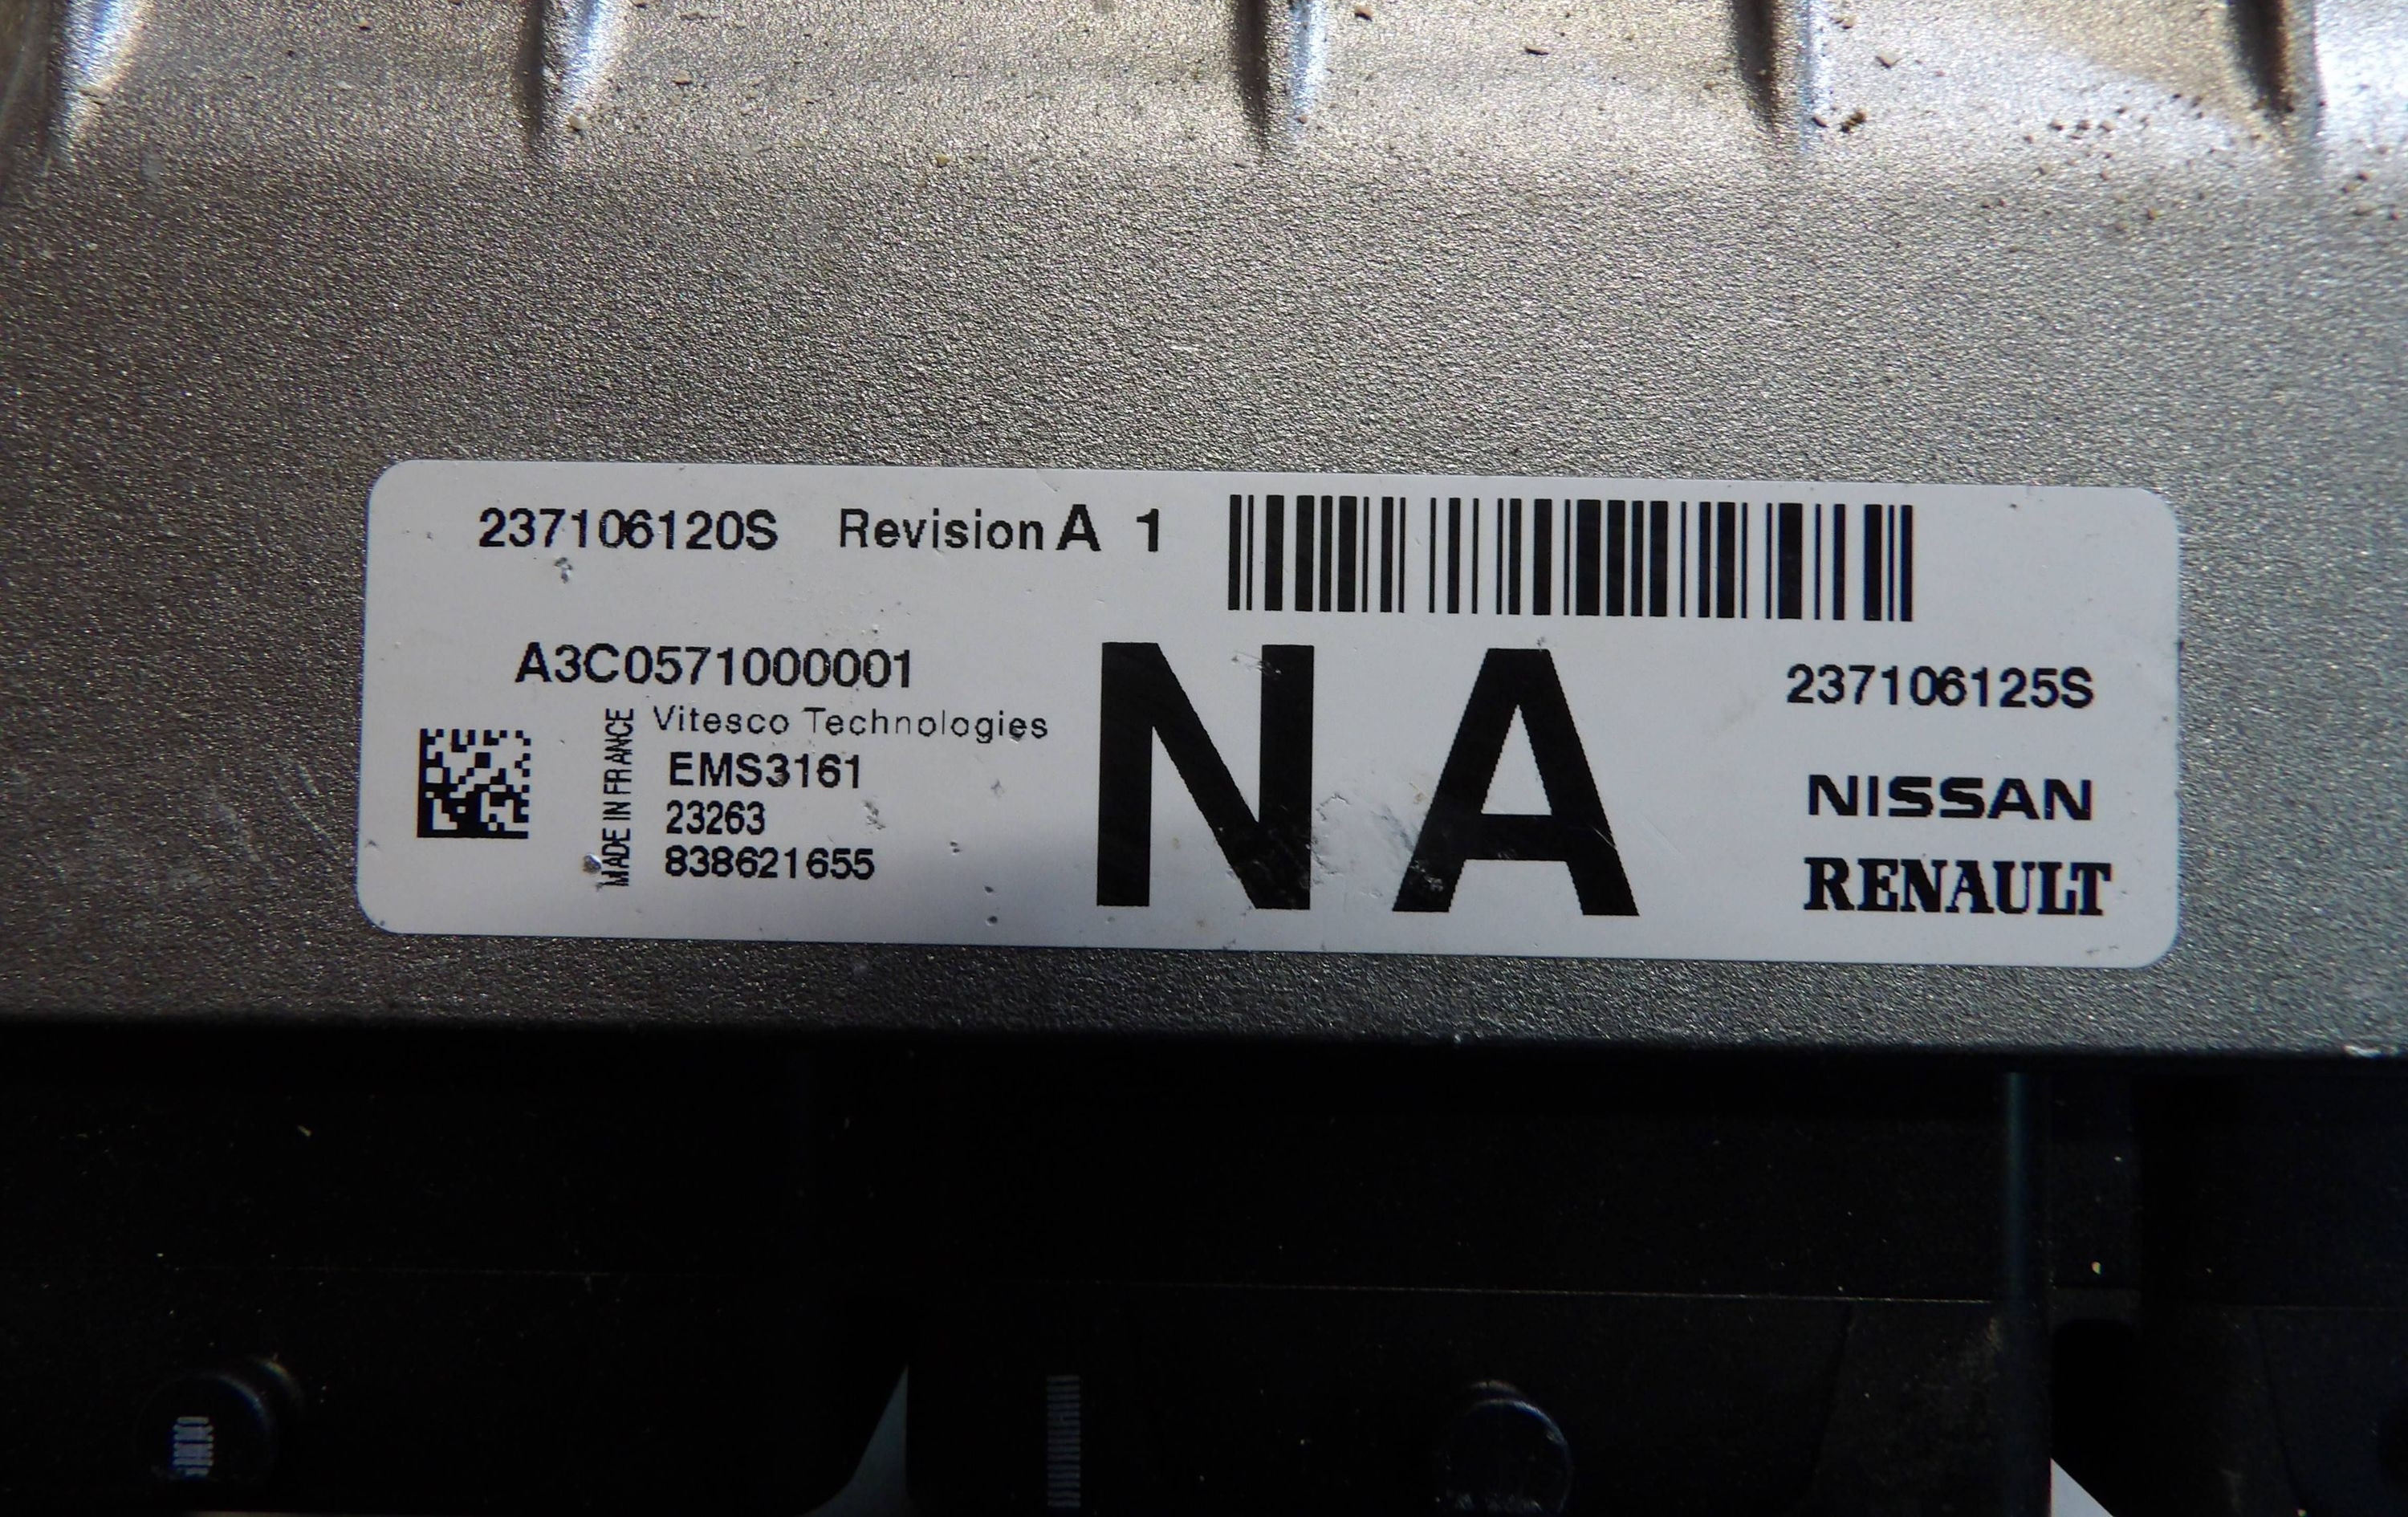 237106120S Revision A 1
A3C0571000001
Vitesco Technologies
MADE IN FRANCE
EMS3161
23263
838621655
NA
237106125S
NISSAN
RENAULT